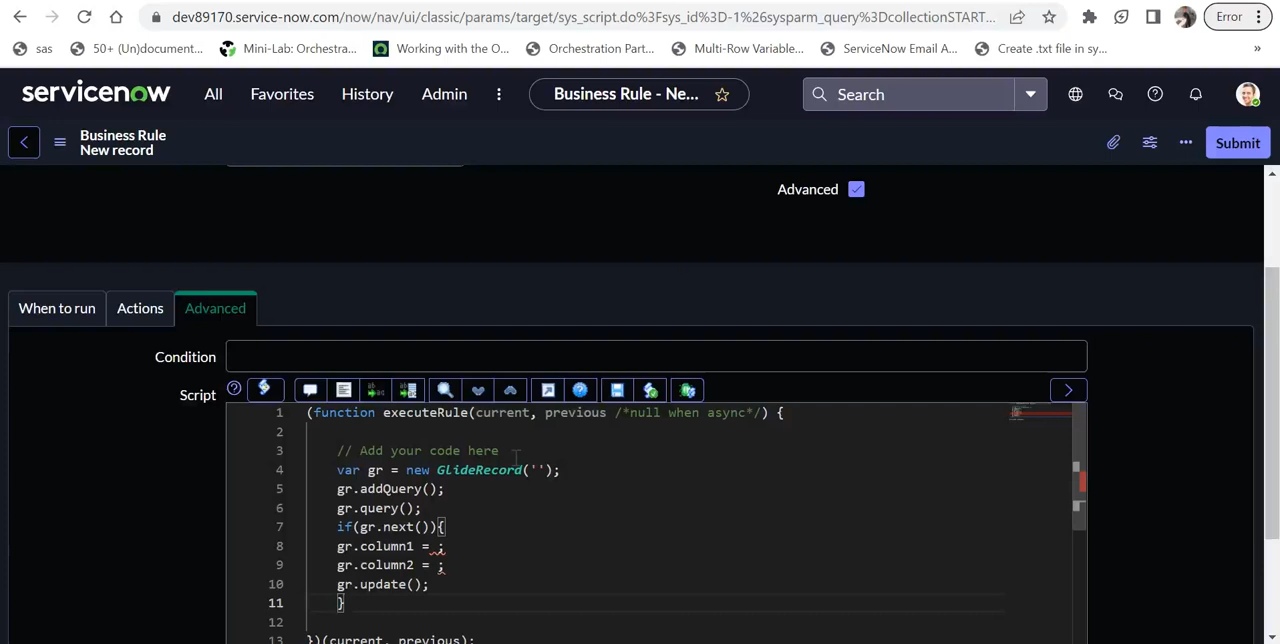 dev89170.service-now.com/now/nav/ui/classic/params/target/sys_script.do%3Fsys_id%3D-1%26sysparm_query%3DcollectionSTART...
Error
sas
50+ (Un)document...
Mini-Lab: Orchestra...
Working with the O...
Orchestration Part...
Multi-Row Variable...
ServiceNow Email A...
Create .txt file in sy...
»
servicenow
All
Favorites
History
Admin
Business Rule - Ne...
Search
Business Rule
New record
Submit
Advanced
When to run
Actions
Advanced
Condition
Script
1 (function executeRule(current, previous /*null when async*/) {
2
3 // Add your code here
4 var gr = new GlideRecord('');
5 gr.addQuery();
6 gr.query();
7 if(gr.next()){
8 gr.column1 = ;
9 gr.column2 = ;
10 gr.update();
11 }
12
13 })(current, previous);